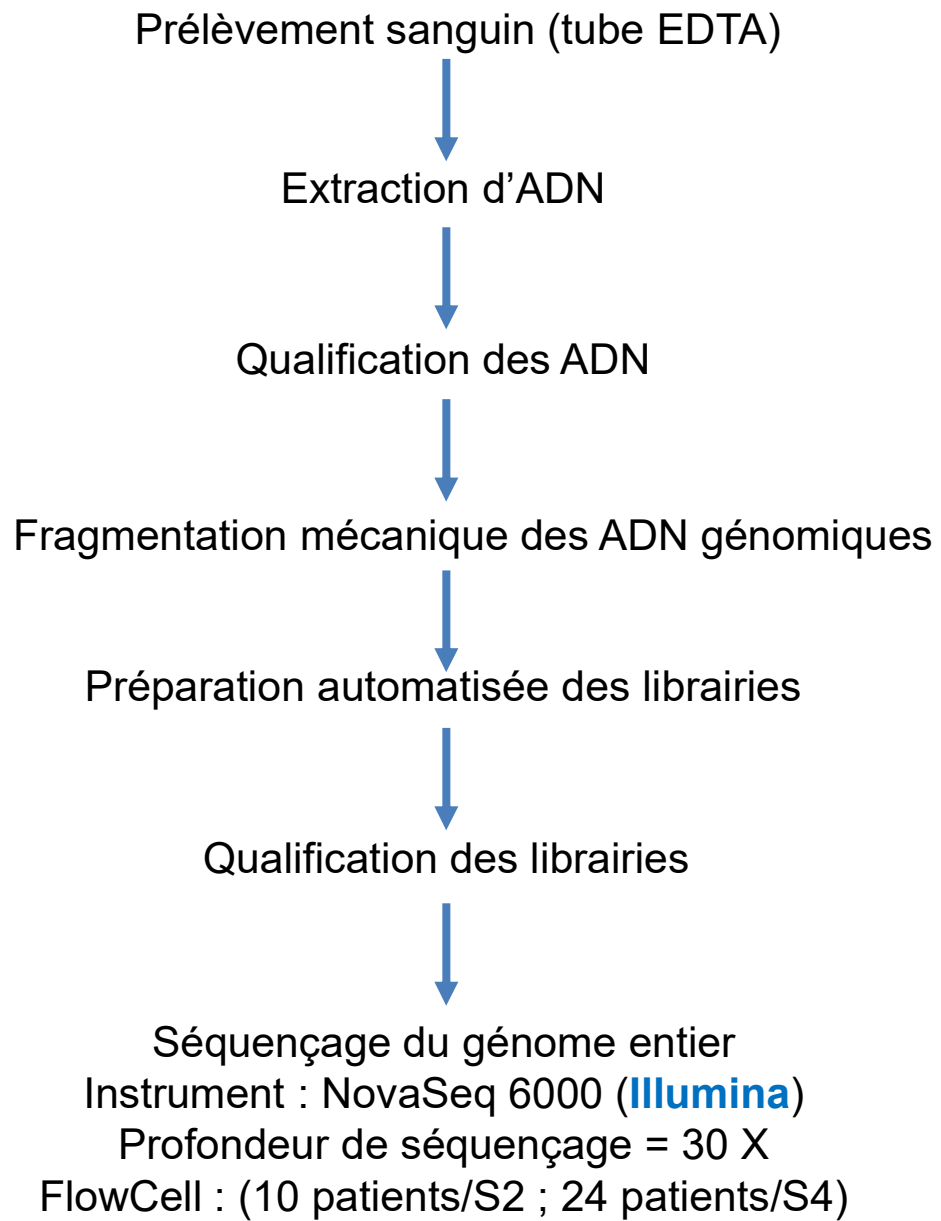 Prélèvement sanguin (tube EDTA)
Extraction d’ADN
Qualification des ADN
Fragmentation mécanique des ADN génomiques
Préparation automatisée des librairies
Qualification des librairies
Séquençage du génome entier
Instrument : NovaSeq 6000 (Illumina)
Profondeur de séquençage = 30 X
FlowCell : (10 patients/S2 ; 24 patients/S4)